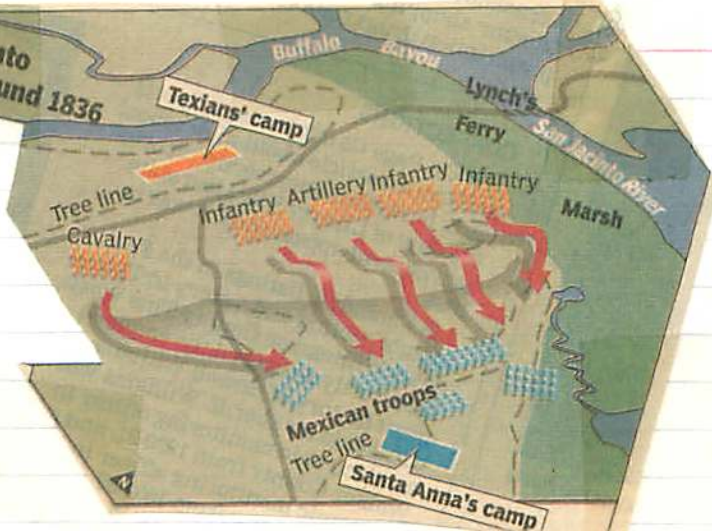 nto
und 1836
Buffalo Bayou
Lynch's
Ferry
San Jacinto River
Marsh
Texians' camp
Tree line
Cavalry
Infantry Artillery Infantry Infantry
Mexican troops
Tree line
Santa Anna's camp
N